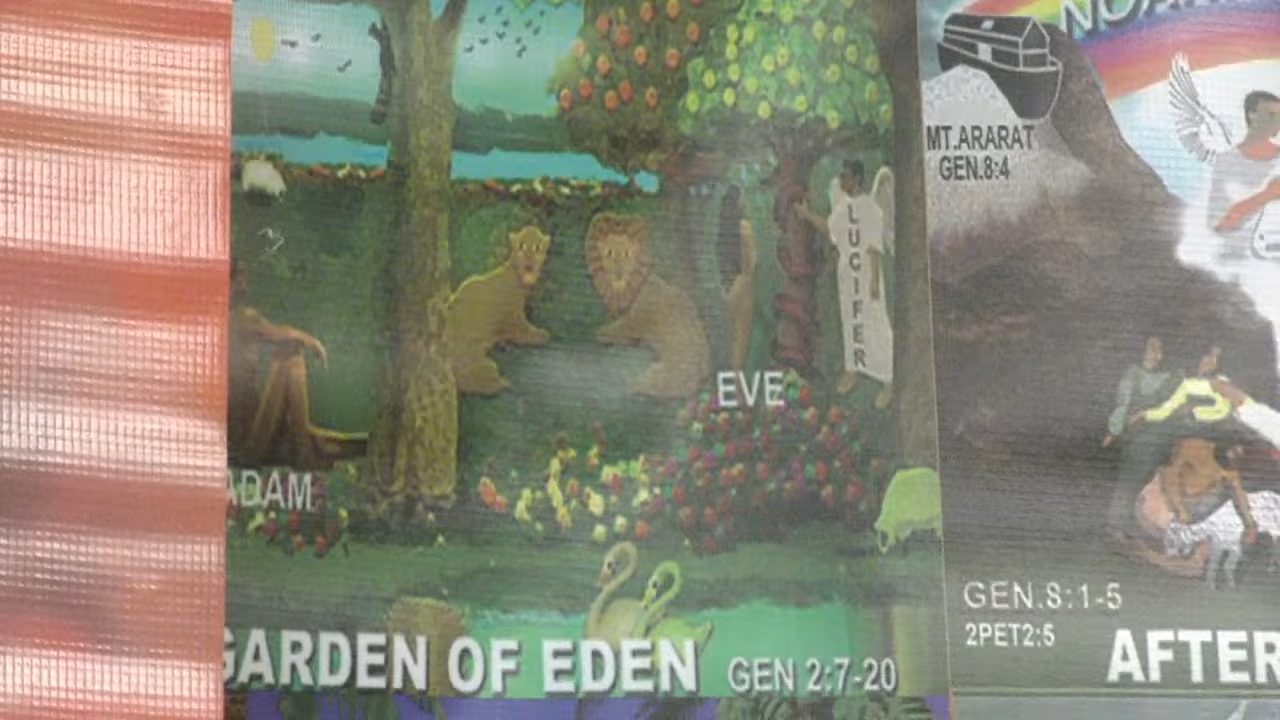 LUCIFER
EVE
ADAM
GARDEN OF EDEN GEN 2:7-20
MT.ARARAT
GEN.8:4
GEN.8:1-5
2PET2:5
AFTER